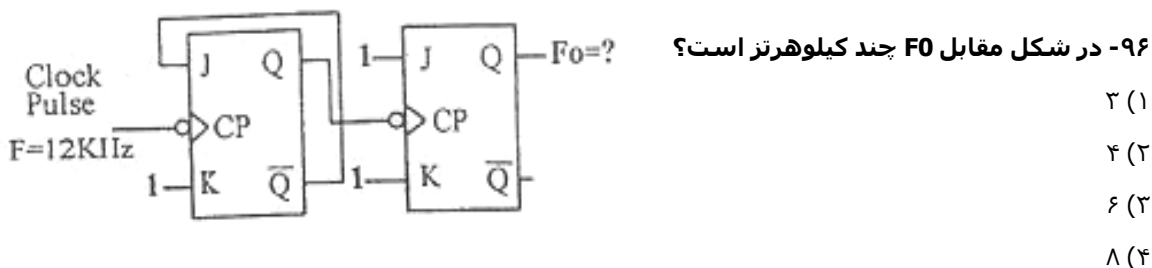 ۹۶- در شکل مقابل F0 چند کیلوهرتز است؟
۱) ۳
۲) ۴
۳) ۶
۴) ۸
Clock
Pulse
F=12KHz
J Q
CP
1 K Q̅
1 J Q Fo=?
CP
1 K Q̅